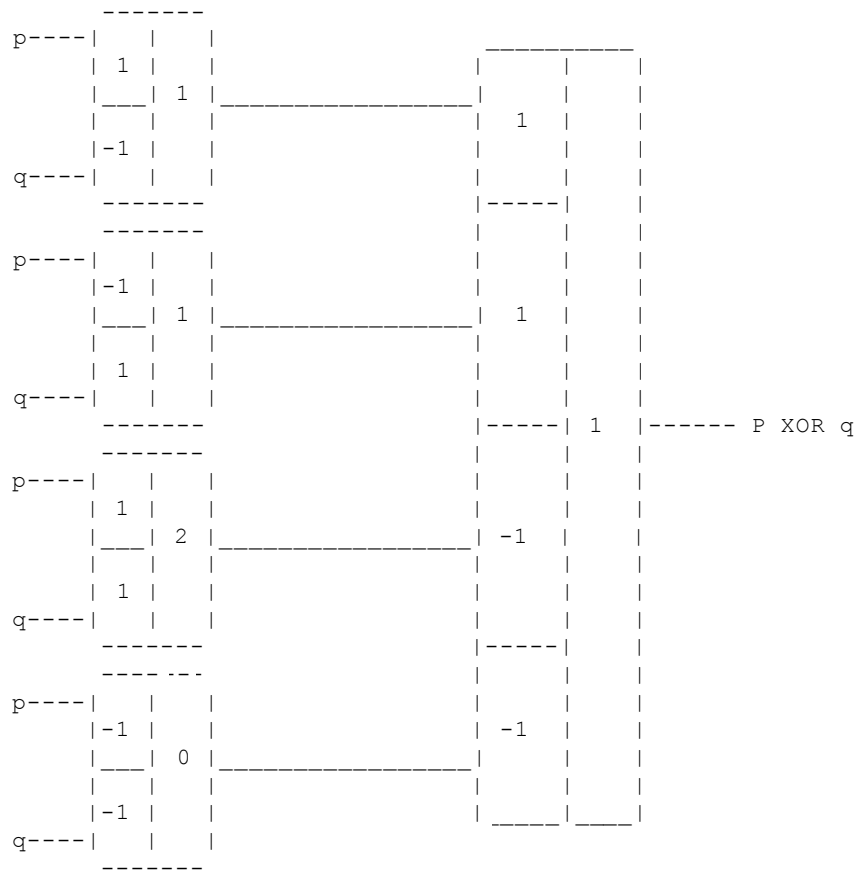 p----
1
1
-1
1
q----
p----
-1
1
1
1
q----
1 ------ P XOR q
p----
1
2
-1
1
q----
p----
-1
-1
0
-1
q----